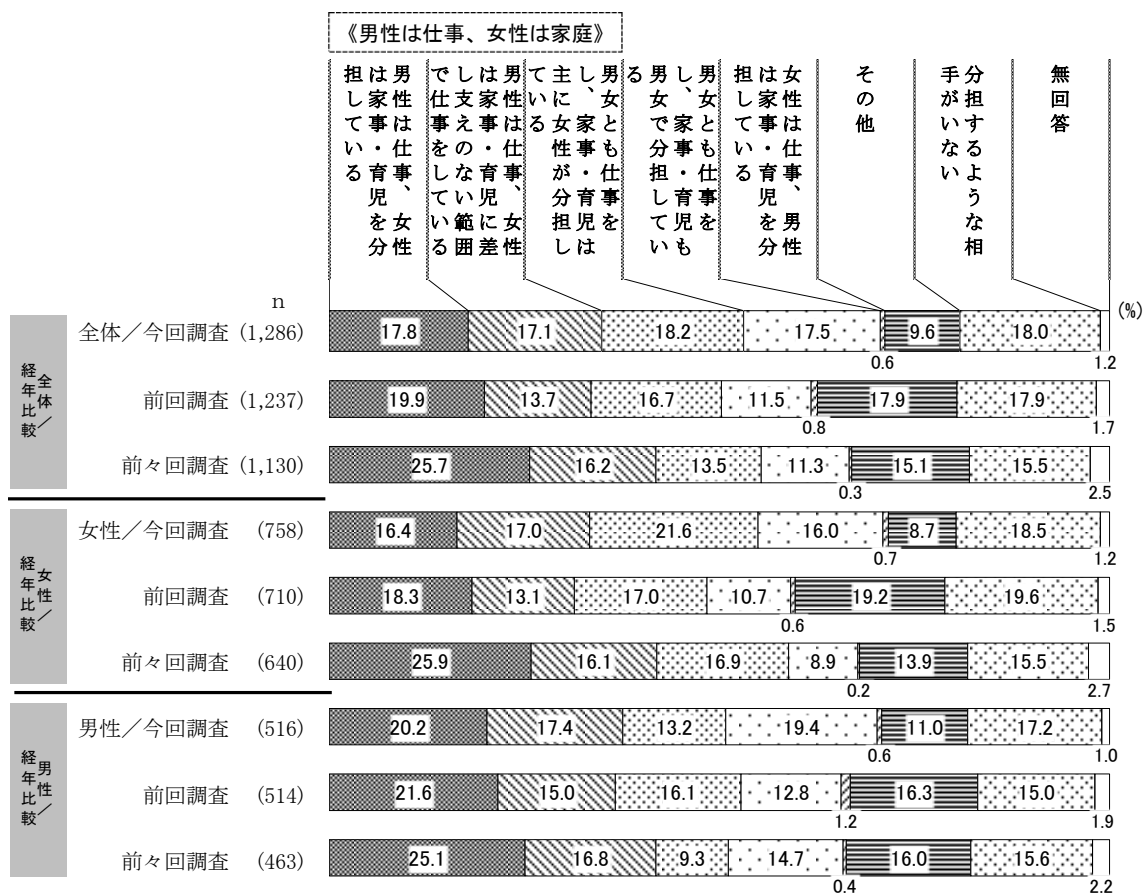 《男性は仕事、女性は家庭》
男性は仕事、女性
は家事・育児を分
担している
男性は仕事、女性
は家事・育児に差
し支えのない範囲
で仕事をしている
男女とも仕事を
し、家事・育児は
主に女性が分担し
ている
男女とも仕事を
し、家事・育児も
男女で分担してい
る
女性は仕事、男性
は家事・育児を分
担している
その他
分担するような相
手がいない
無回答
n
(%)
全体／
経年比較
全体／今回調査 (1,286) 17.8 17.1 18.2 17.5 0.6 9.6 18.0 1.2
前回調査 (1,237) 19.9 13.7 16.7 11.5 0.8 17.9 17.9 1.7
前々回調査 (1,130) 25.7 16.2 13.5 11.3 0.3 15.1 15.5 2.5
女性／
経年比較
女性／今回調査 (758) 16.4 17.0 21.6 16.0 0.7 8.7 18.5 1.2
前回調査 (710) 18.3 13.1 17.0 10.7 0.6 19.2 19.6 1.5
前々回調査 (640) 25.9 16.1 16.9 8.9 0.2 13.9 15.5 2.7
男性／
経年比較
男性／今回調査 (516) 20.2 17.4 13.2 19.4 0.6 11.0 17.2 1.0
前回調査 (514) 21.6 15.0 16.1 12.8 1.2 16.3 15.0 1.9
前々回調査 (463) 25.1 16.8 9.3 14.7 0.4 16.0 15.6 2.2